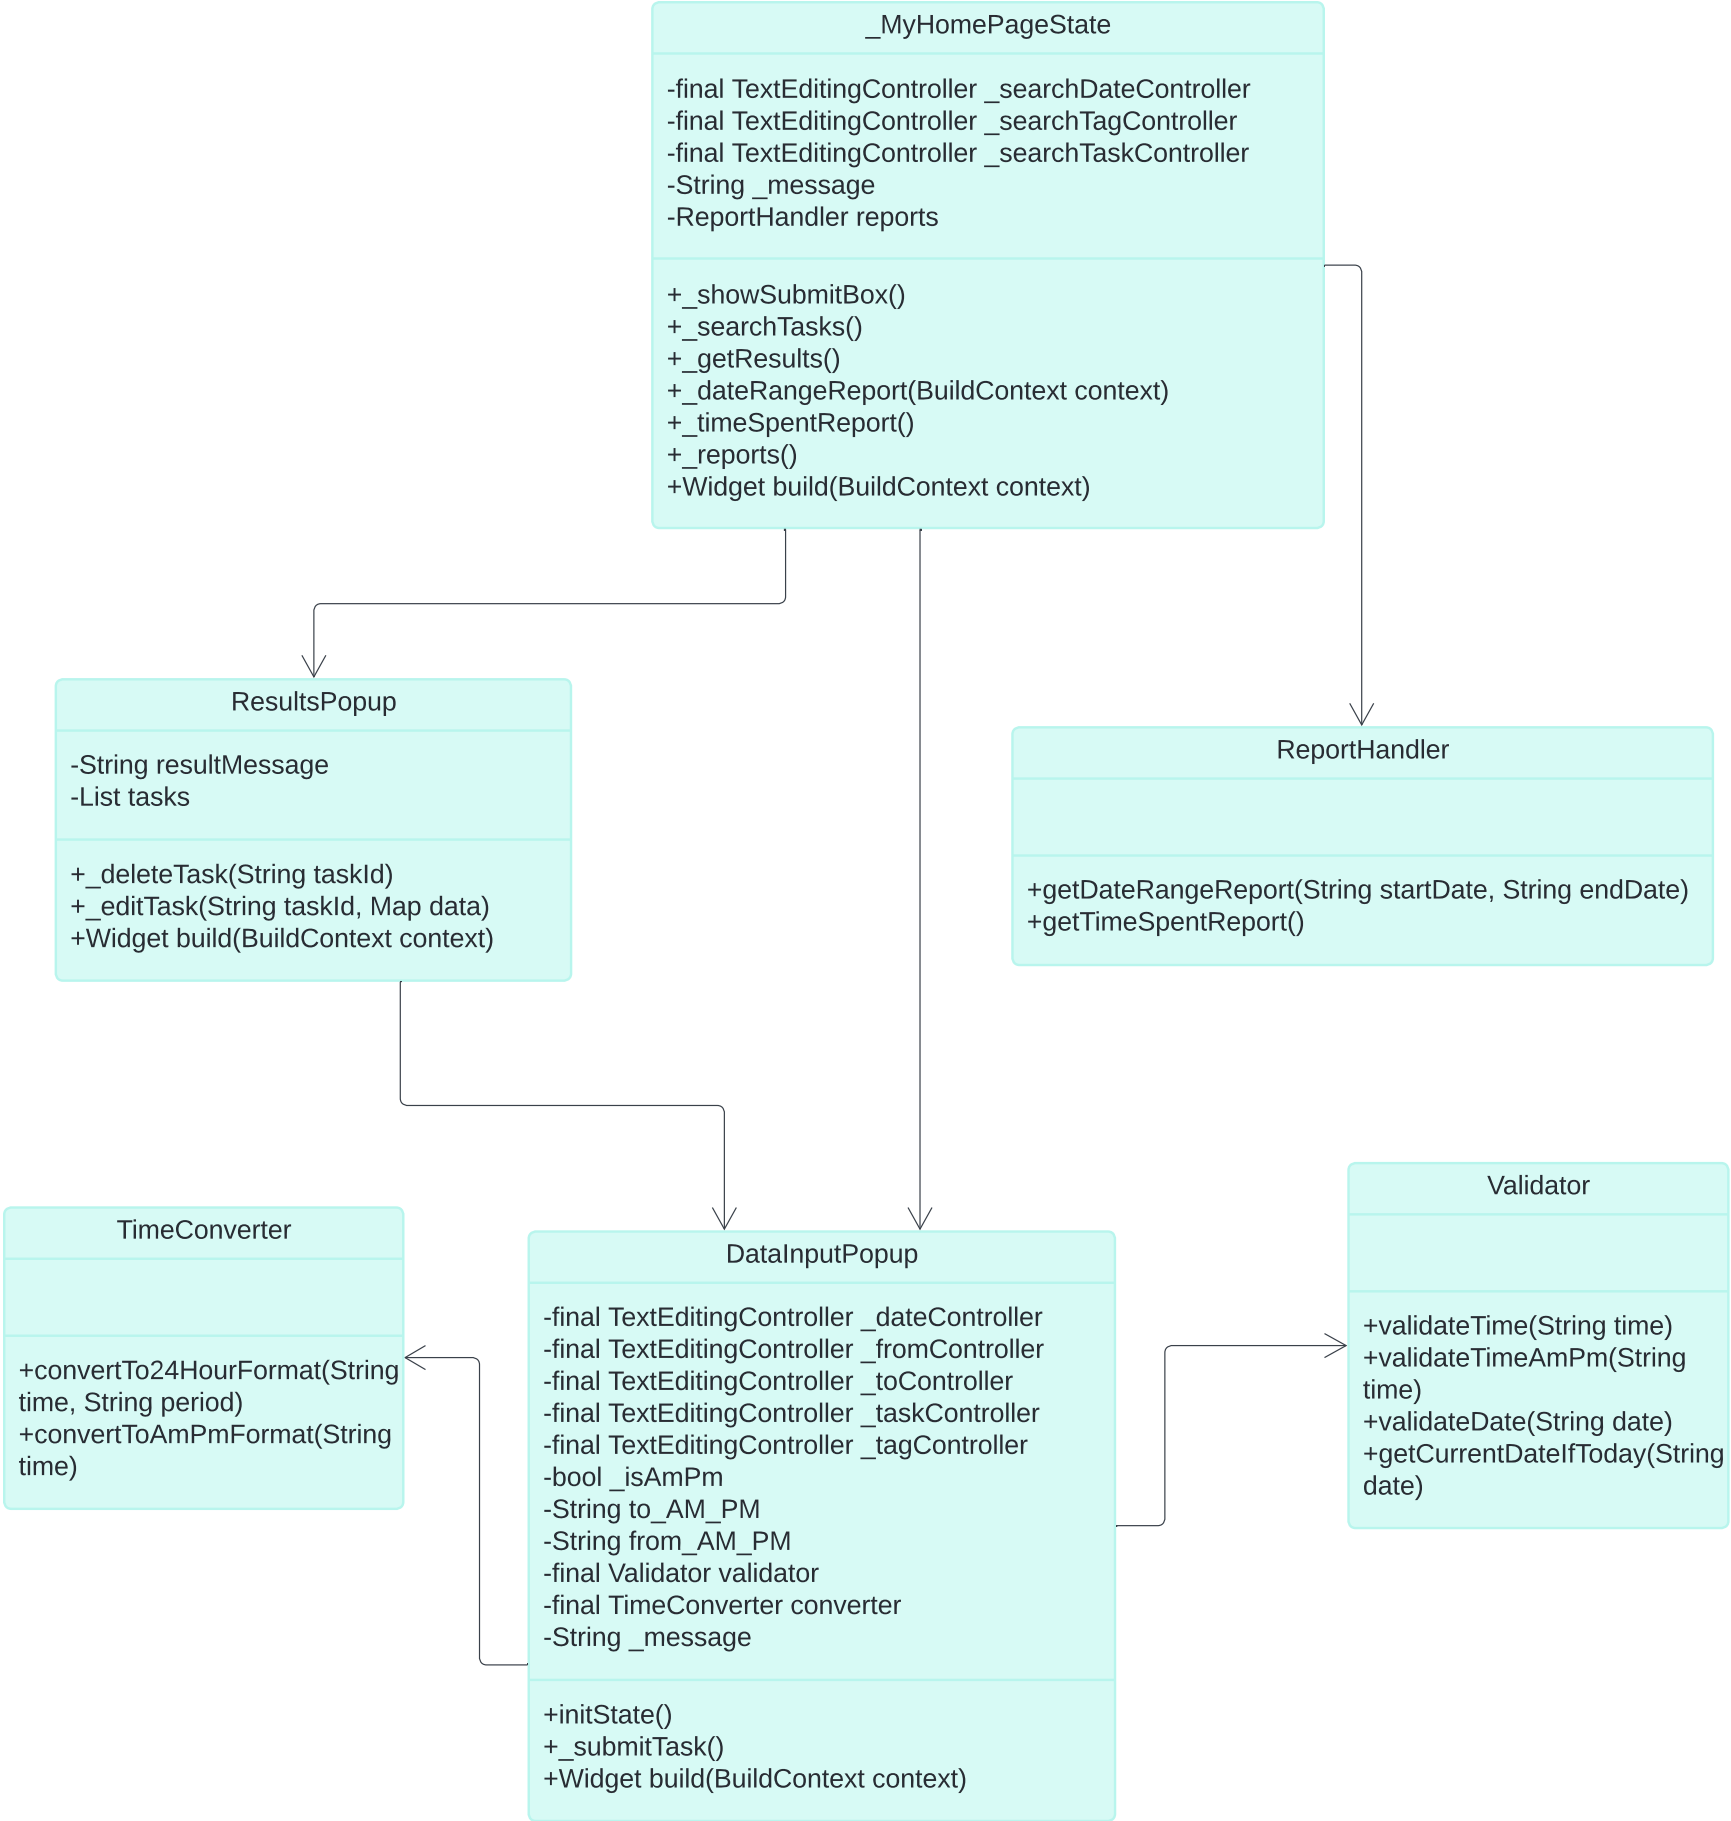 _MyHomePageState
-final TextEditingController _searchDateController
-final TextEditingController _searchTagController
-final TextEditingController _searchTaskController
-String _message
-ReportHandler reports
+_showSubmitBox()
+_searchTasks()
+_getResults()
+_dateRangeReport(BuildContext context)
+_timeSpentReport()
+_reports()
+Widget build(BuildContext context)
ResultsPopup
-String resultMessage
-List tasks
+_deleteTask(String taskId)
+_editTask(String taskId, Map data)
+Widget build(BuildContext context)
ReportHandler
+getDateRangeReport(String startDate, String endDate)
+getTimeSpentReport()
TimeConverter
+convertTo24HourFormat(String
time, String period)
+convertToAmPmFormat(String
time)
DataInputPopup
-final TextEditingController _dateController
-final TextEditingController _fromController
-final TextEditingController _toController
-final TextEditingController _taskController
-final TextEditingController _tagController
-bool _isAmPm
-String to_AM_PM
-String from_AM_PM
-final Validator validator
-final TimeConverter converter
-String _message
+initState()
+_submitTask()
+Widget build(BuildContext context)
Validator
+validateTime(String time)
+validateTimeAmPm(String
time)
+validateDate(String date)
+getCurrentDateIfToday(String
date)